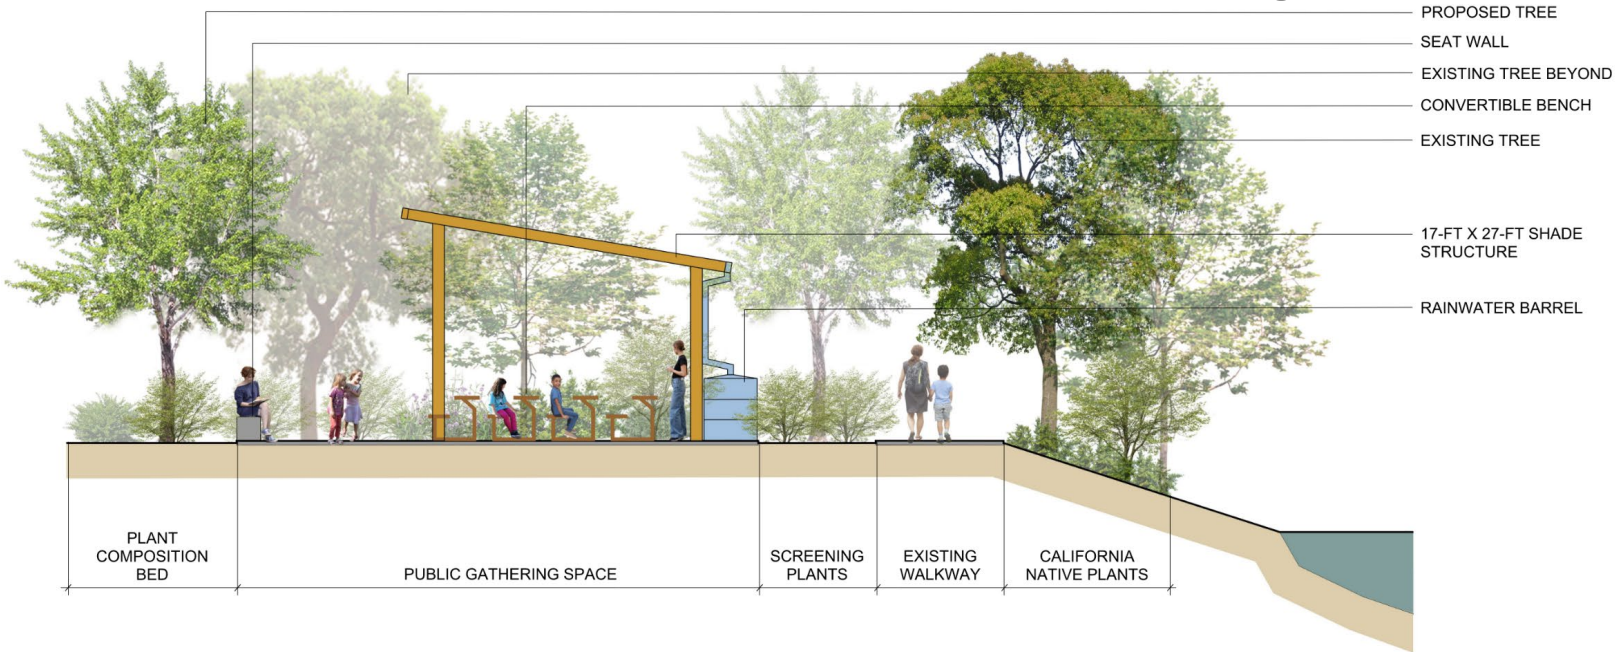 PROPOSED TREE
SEAT WALL
EXISTING TREE BEYOND
CONVERTIBLE BENCH
EXISTING TREE
17-FT X 27-FT SHADE
STRUCTURE
RAINWATER BARREL
PLANT
COMPOSITION
BED
PUBLIC GATHERING SPACE
SCREENING
PLANTS
EXISTING
WALKWAY
CALIFORNIA
NATIVE PLANTS